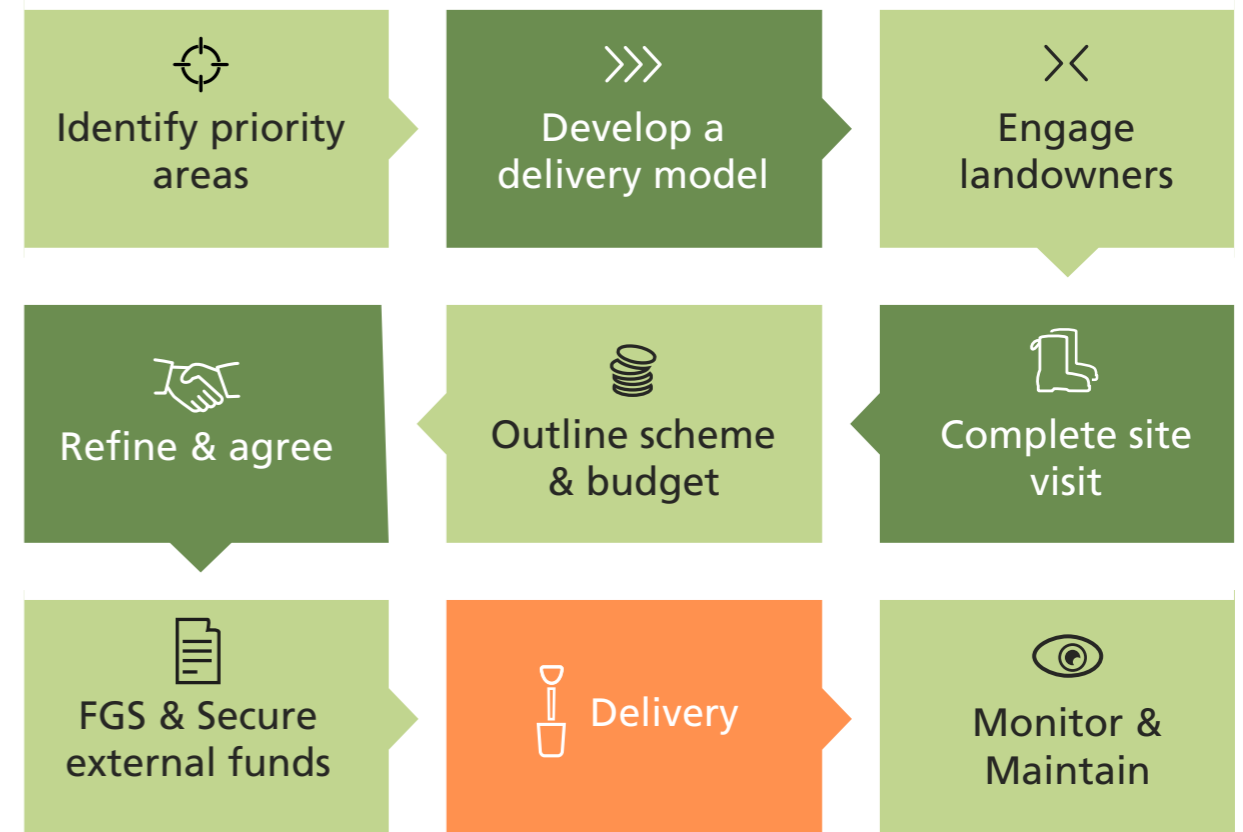 Identify priority
areas
Develop a
delivery model
Engage
landowners
Complete site
visit
Outline scheme
& budget
Refine & agree
FGS & Secure
external funds
Delivery
Monitor &
Maintain